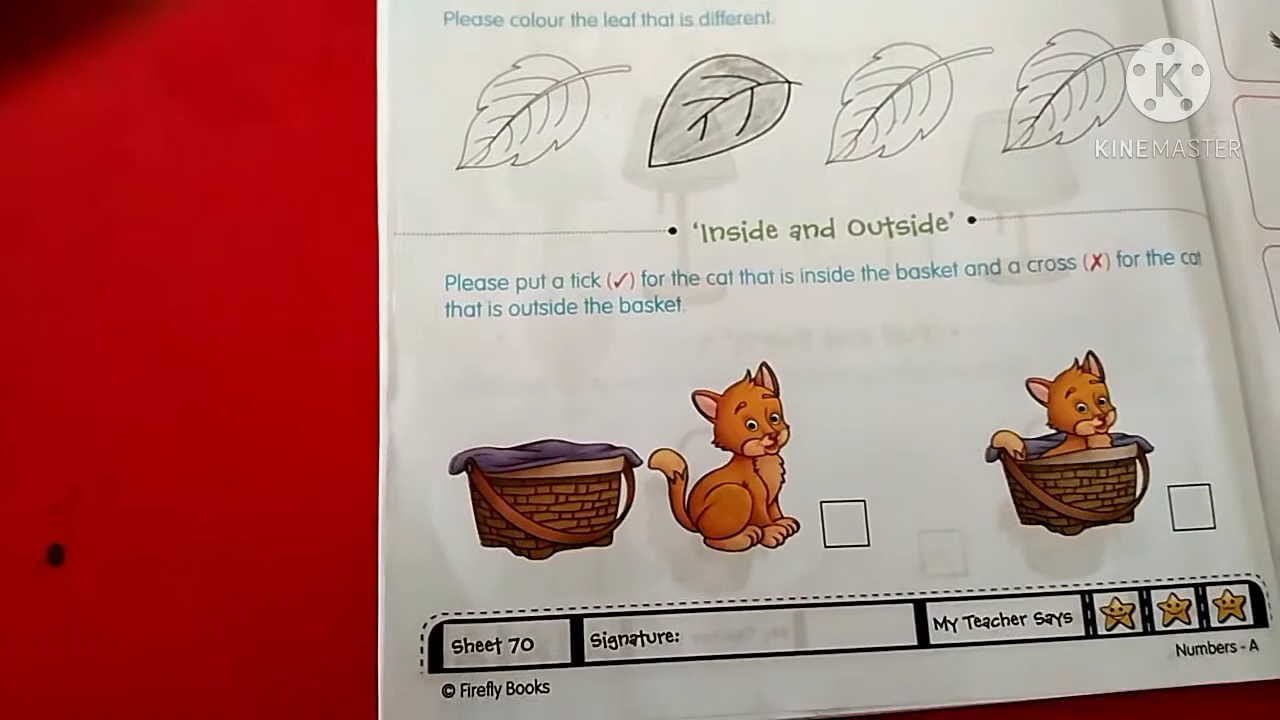 Please colour the leaf that is different.
K
KINEMASTER
'Inside and Outside'
Please put a tick (✓) for the cat that is inside the basket and a cross (✗) for the cat
that is outside the basket.
Sheet 70
Signature:
My Teacher Says
Numbers - A
© Firefly Books